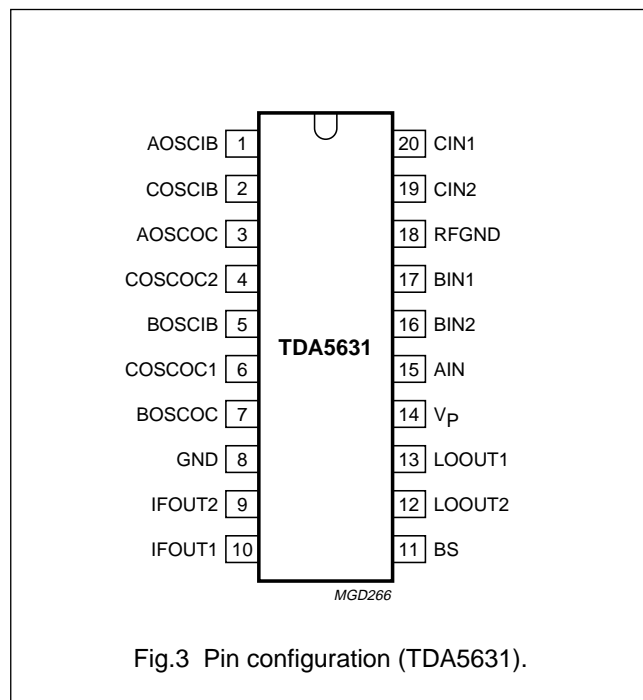 AOSCIB 1
COSCIB 2
AOSCOC 3
COSCOC2 4
BOSCIB 5
COSCOC1 6
BOSCOC 7
GND 8
IFOUT2 9
IFOUT1 10
TDA5631
20 CIN1
19 CIN2
18 RFGND
17 BIN1
16 BIN2
15 AIN
14 VP
13 LOOUT1
12 LOOUT2
11 BS
MGD266
Fig.3 Pin configuration (TDA5631).